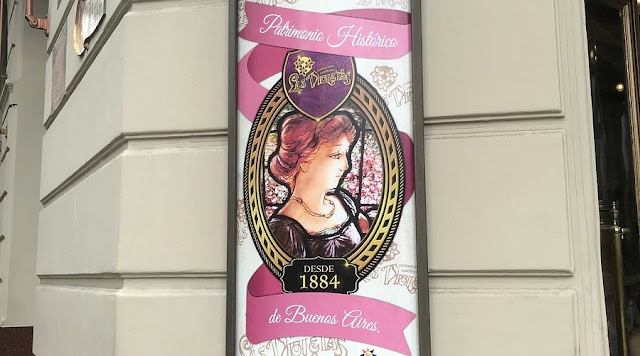 Patrimonio Histórico
Las Violetas
DESDE
1884
de Buenos Aires.